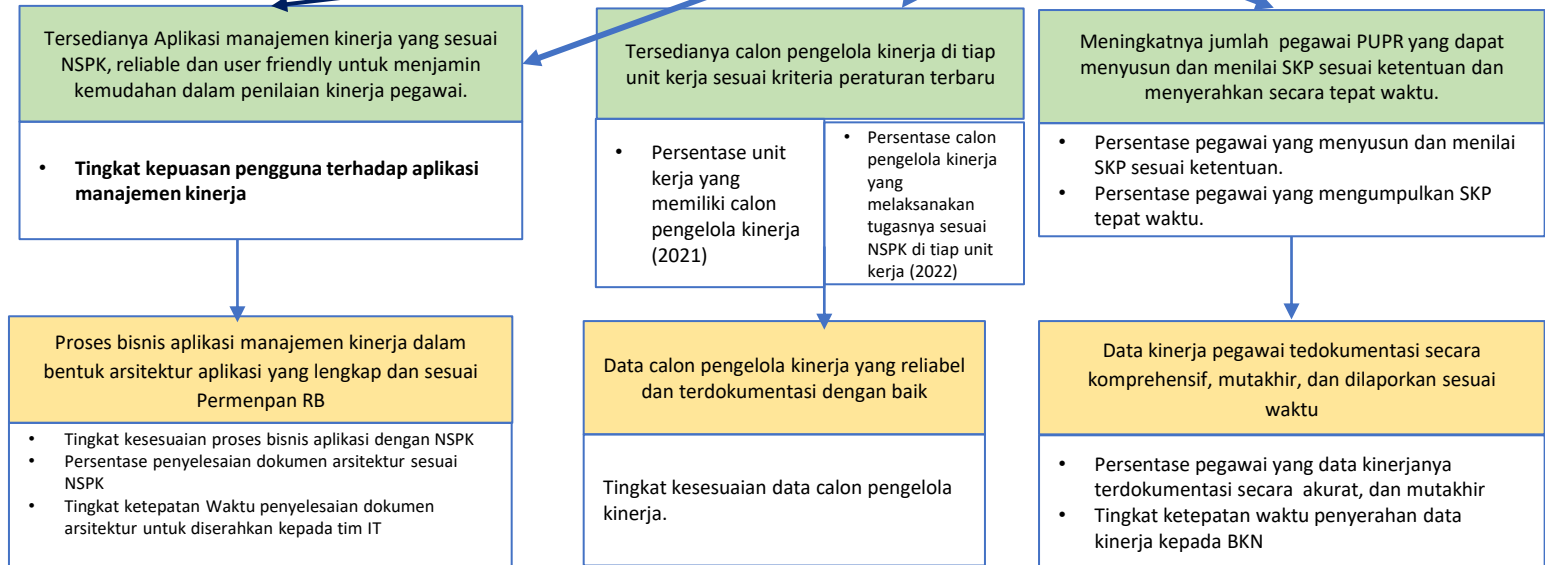 Tersedianya Aplikasi manajemen kinerja yang sesuai
NSPK, reliable dan user friendly untuk menjamin
kemudahan dalam penilaian kinerja pegawai.
• Tingkat kepuasan pengguna terhadap aplikasi
manajemen kinerja
Tersedianya calon pengelola kinerja di tiap
unit kerja sesuai kriteria peraturan terbaru
• Persentase unit
kerja yang
memiliki calon
pengelola kinerja
(2021)
• Persentase calon
pengelola kinerja
yang
melaksanakan
tugasnya sesuai
NSPK di tiap unit
kerja (2022)
Meningkatnya jumlah pegawai PUPR yang dapat
menyusun dan menilai SKP sesuai ketentuan dan
menyerahkan secara tepat waktu.
• Persentase pegawai yang menyusun dan menilai
SKP sesuai ketentuan.
• Persentase pegawai yang mengumpulkan SKP
tepat waktu.
Proses bisnis aplikasi manajemen kinerja dalam
bentuk arsitektur aplikasi yang lengkap dan sesuai
Permenpan RB
• Tingkat kesesuaian proses bisnis aplikasi dengan NSPK
• Persentase penyelesaian dokumen arsitektur sesuai
NSPK
• Tingkat ketepatan Waktu penyelesaian dokumen
arsitektur untuk diserahkan kepada tim IT
Data calon pengelola kinerja yang reliabel
dan terdokumentasi dengan baik
Tingkat kesesuaian data calon pengelola
kinerja.
Data kinerja pegawai tedokumentasi secara
komprehensif, mutakhir, dan dilaporkan sesuai
waktu
• Persentase pegawai yang data kinerjanya
terdokumentasi secara akurat, dan mutakhir
• Tingkat ketepatan waktu penyerahan data
kinerja kepada BKN